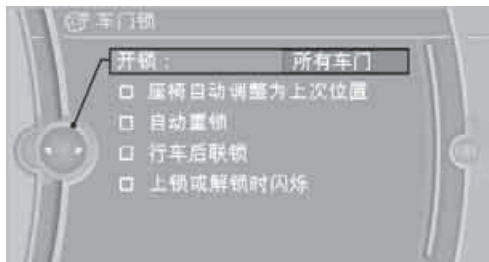 车门锁
开锁： 所有车门
座椅自动调整为上次位置
自动重锁
行车后联锁
上锁或解锁时闪烁